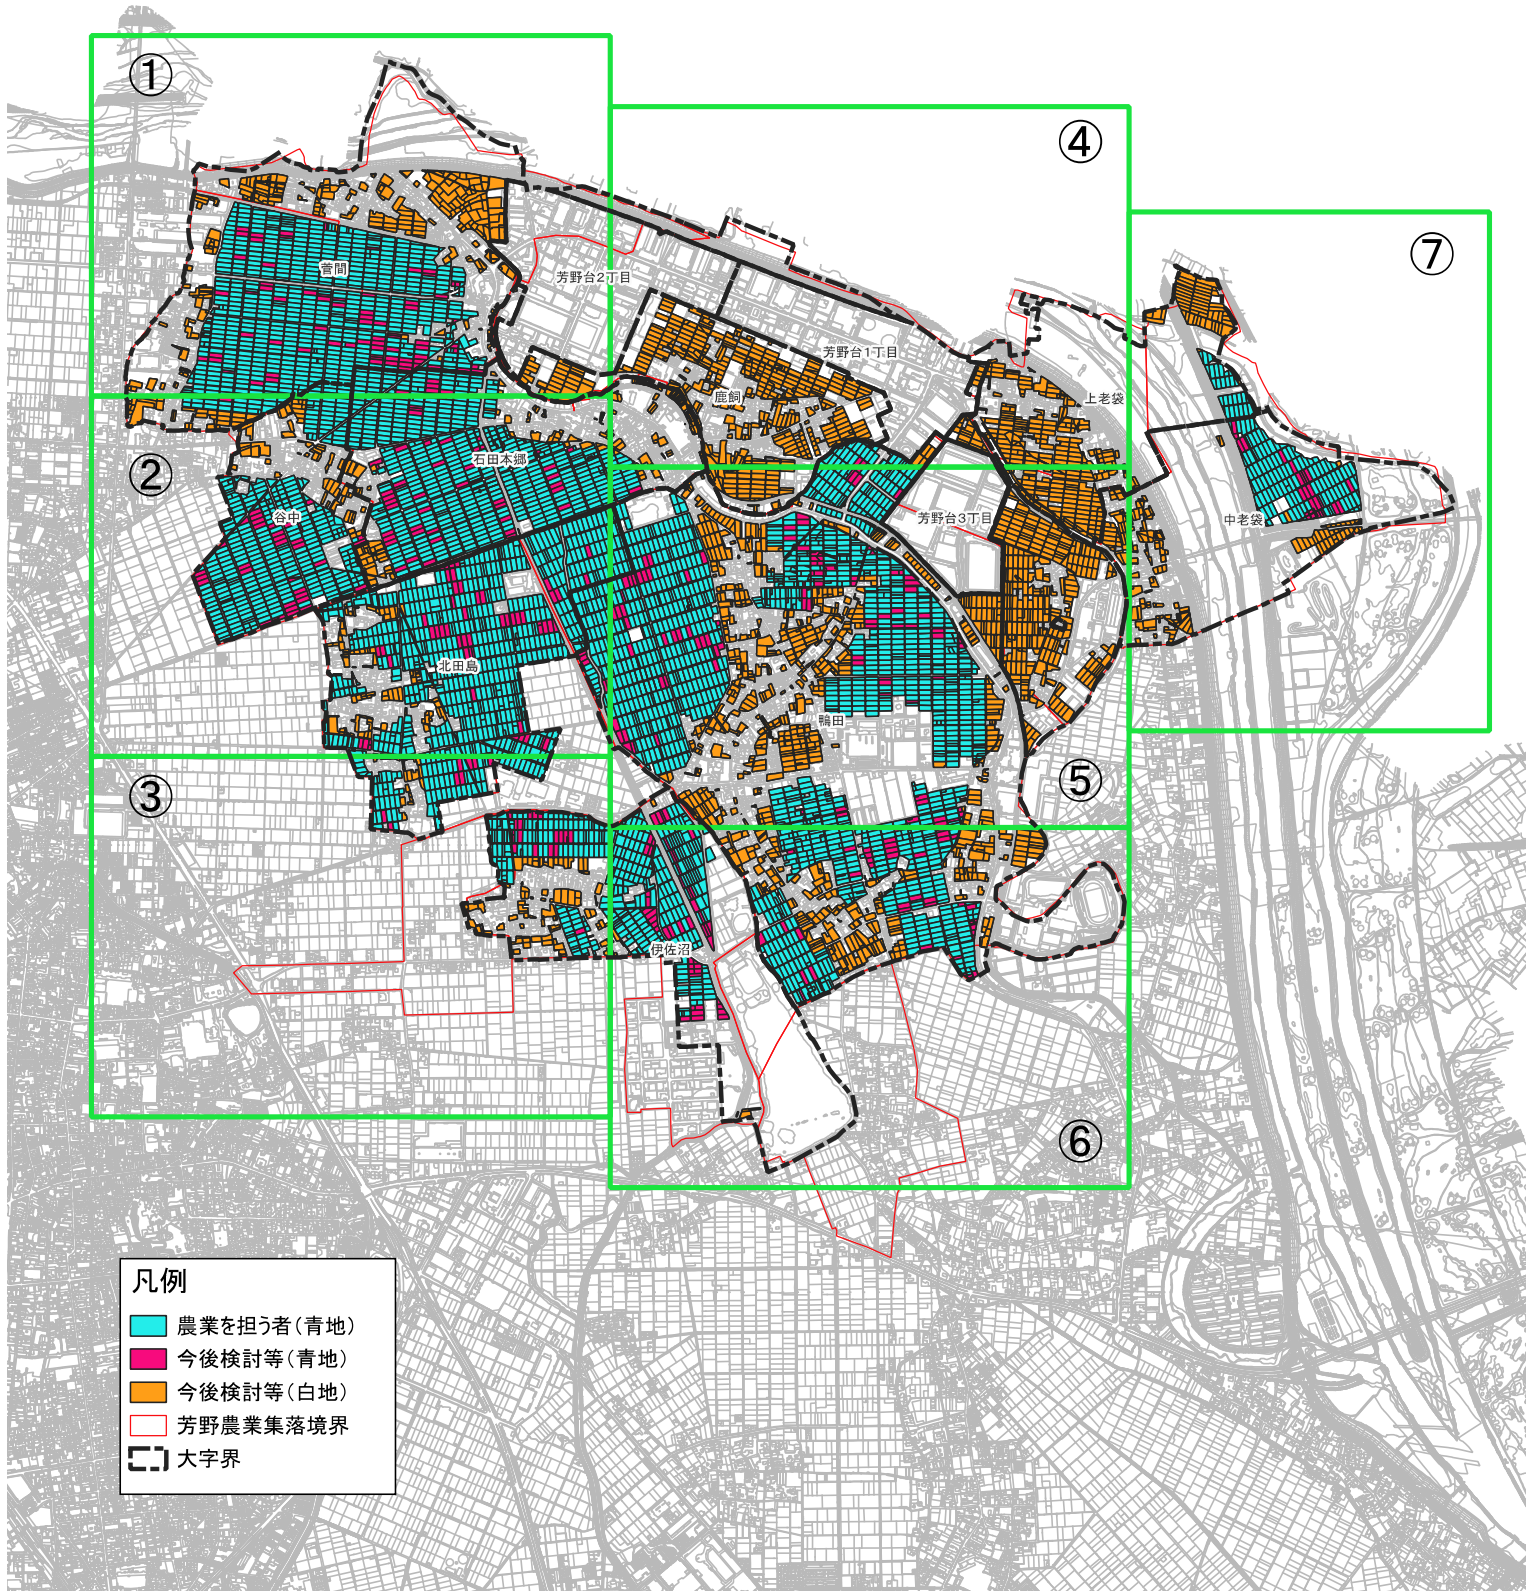 ①
④
⑦
菅間
芳野台2丁目
芳野台1丁目
鹿飼
上老袋
②
石田本郷
谷中
芳野台3丁目
中老袋
北田島
鴨田
③
⑤
伊佐沼
⑥
凡例
農業を担う者(青地)
今後検討等(青地)
今後検討等(白地)
芳野農業集落境界
大字界